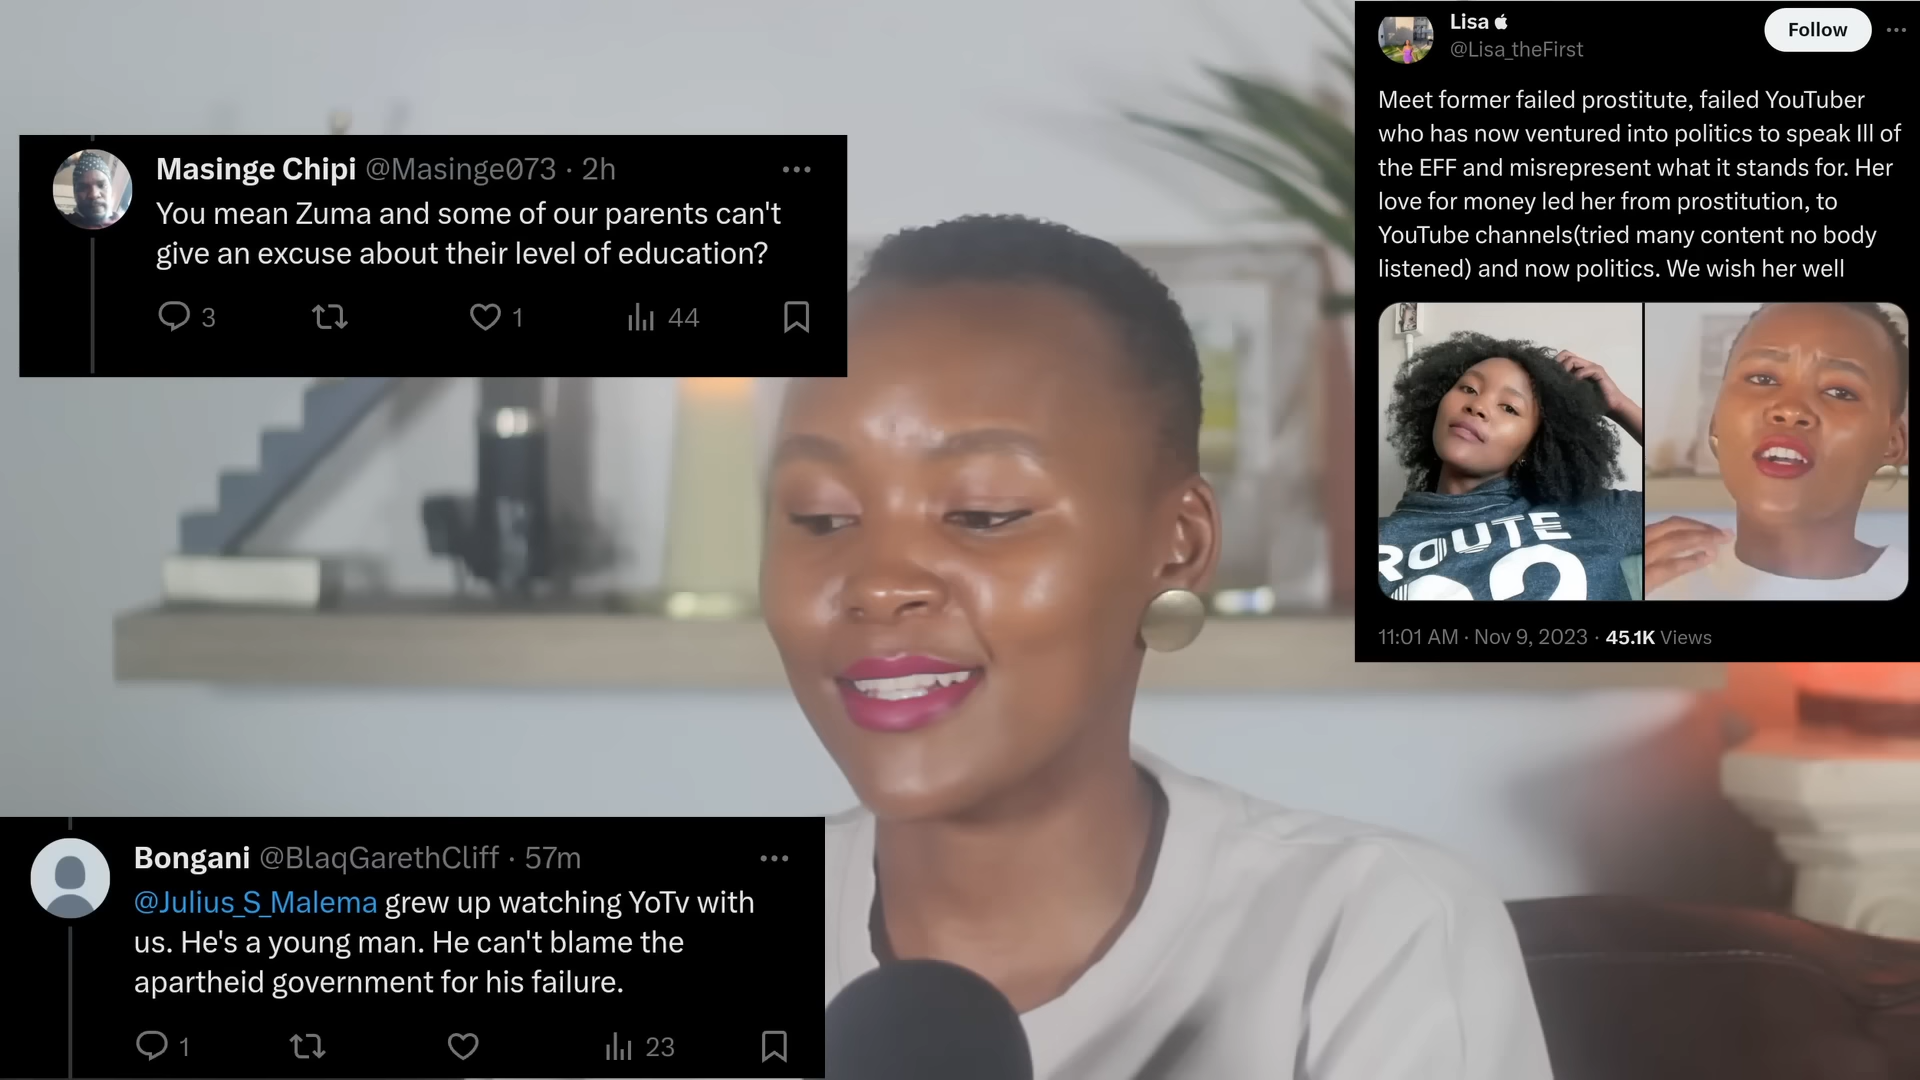 Masinge Chipi @Masinge073 · 2h
You mean Zuma and some of our parents can't
give an excuse about their level of education?
3
1
44
Bongani @BlaqGarethCliff · 57m
@Julius_S_Malema grew up watching YoTv with
us. He's a young man. He can't blame the
apartheid government for his failure.
1
23
Lisa
@Lisa_theFirst
Follow
Meet former failed prostitute, failed YouTuber
who has now ventured into politics to speak Ill of
the EFF and misrepresent what it stands for. Her
love for money led her from prostitution, to
YouTube channels(tried many content no body
listened) and now politics. We wish her well
ROUTE
11:01 AM · Nov 9, 2023 · 45.1K Views